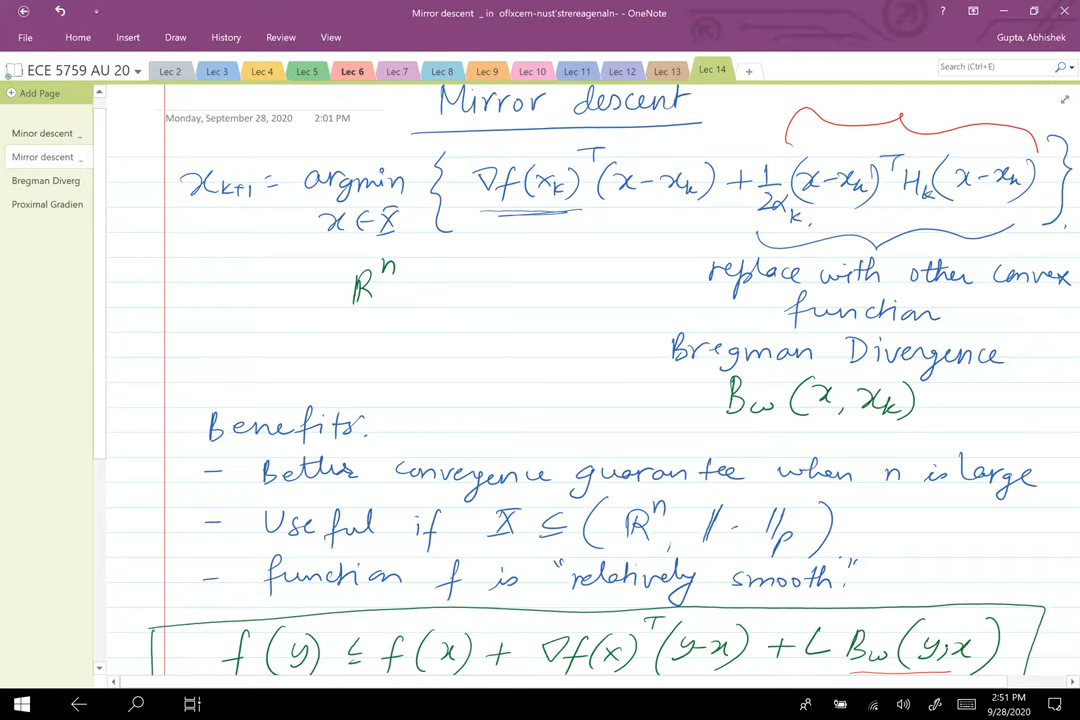 Mirror descent _ in oflxcern-nust'strereagenaln- - OneNote
Gupta, Abhishek
File Home Insert Draw History Review View
ECE 5759 AU 20 Lec 2 Lec 3 Lec 4 Lec 5 Lec 6 Lec 7 Lec 8 Lec 9 Lec 10 Lec 11 Lec 12 Lec 13 Lec 14 Search (Ctrl+E)
Add Page
Minor descent _
Mirror descent _
Bregman Diverg
Proximal Gradien
Mirror descent
Monday, September 28, 2020 2:01 PM
x_{k+1} = argmin_{x ∈ X} { ∇f(x_k)^T (x-x_k) + 1/(2α_k) (x-x_k)^T H_k (x-x_k) }
ℝ^n
replace with other convex
function
Bregman Divergence
B_ω(x, x_k)
Benefits.
- Better convergence guarantee when n is large
- Useful if X ⊆ (ℝ^n, ||·||_p)
- function f is "relatively smooth."
f(y) ≤ f(x) + ∇f(x)^T (y-x) + L B_ω(y,x)
2:51 PM
9/28/2020